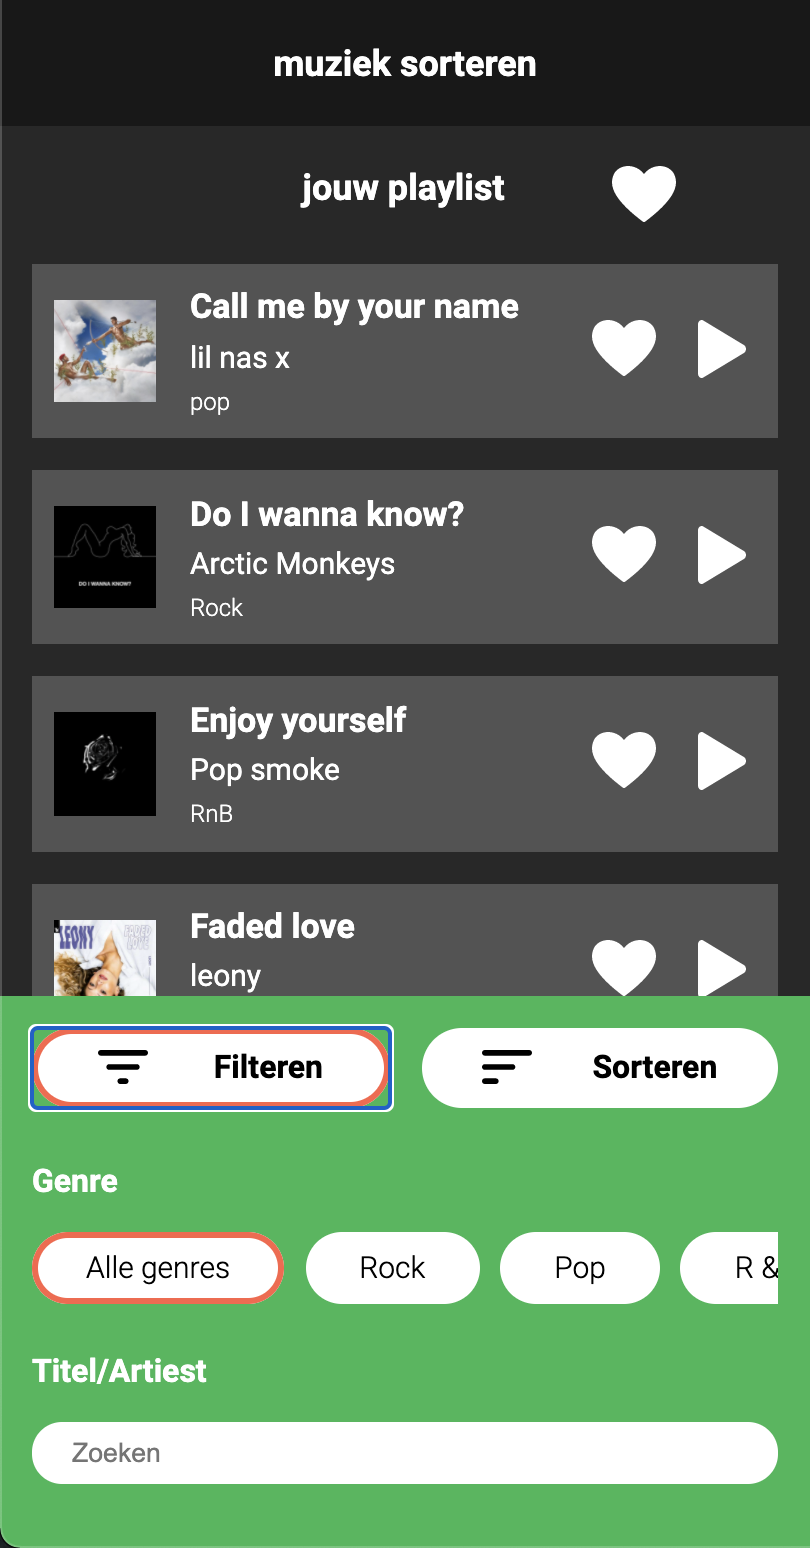 muziek sorteren
jouw playlist
Call me by your name
lil nas x
pop
Do I wanna know?
Arctic Monkeys
Rock
DO I WANNA KNOW?
Enjoy yourself
Pop smoke
RnB
Faded love
leony
LEONY
FADED
LOVE
Filteren
Sorteren
Genre
Alle genres
Rock
Pop
R &
Titel/Artiest
Zoeken